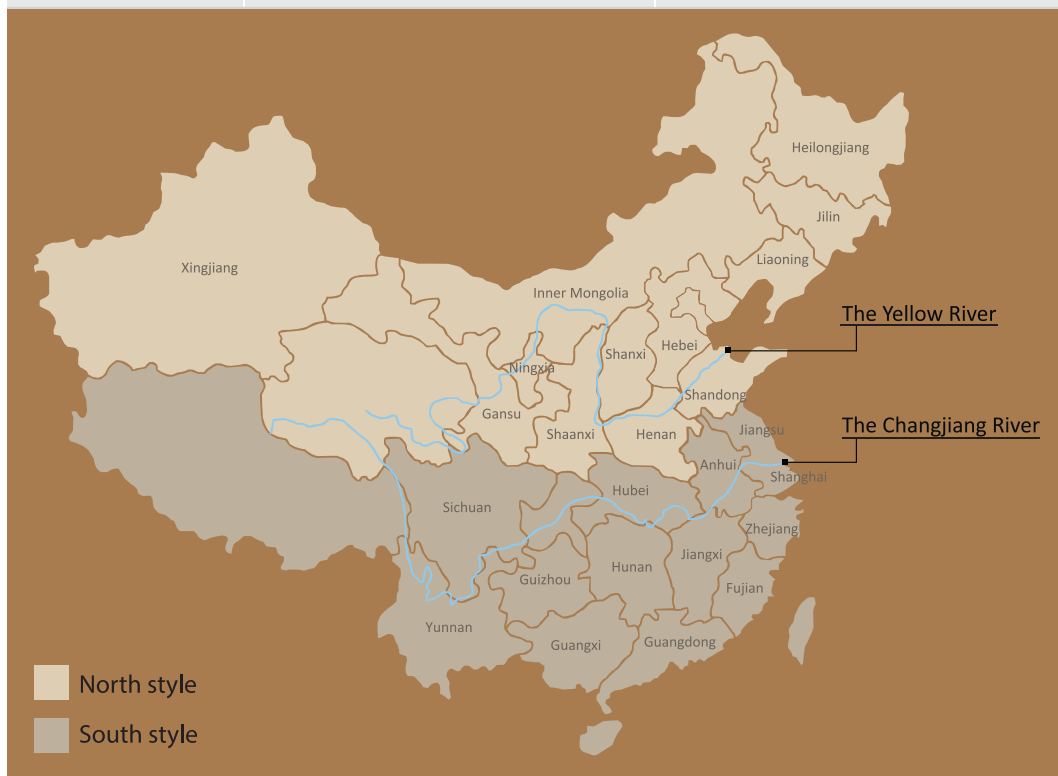 Heilongjiang
Jilin
Liaoning
Xingjiang
Inner Mongolia
The Yellow River
Hebei
Shanxi
Ningxia
Shandong
Gansu
Shaanxi
Henan
The Changjiang River
Jiangsu
Anhui
Shanghai
Hubei
Sichuan
Zhejiang
Jiangxi
Hunan
Guizhou
Fujian
Yunnan
Guangxi
Guangdong
North style
South style